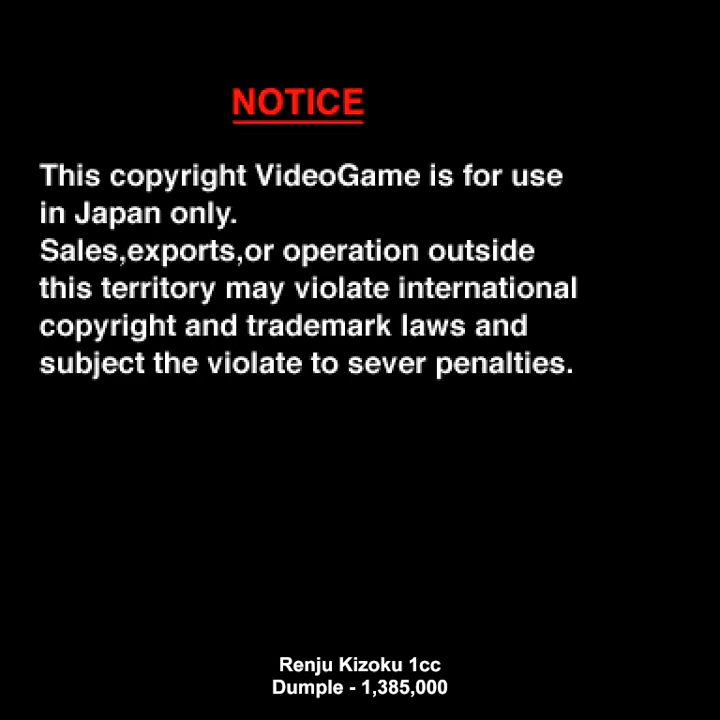 NOTICE
This copyright VideoGame is for use
in Japan only.
Sales,exports,or operation outside
this territory may violate international
copyright and trademark laws and
subject the violate to sever penalties.
Renju Kizoku 1cc
Dumple - 1,385,000